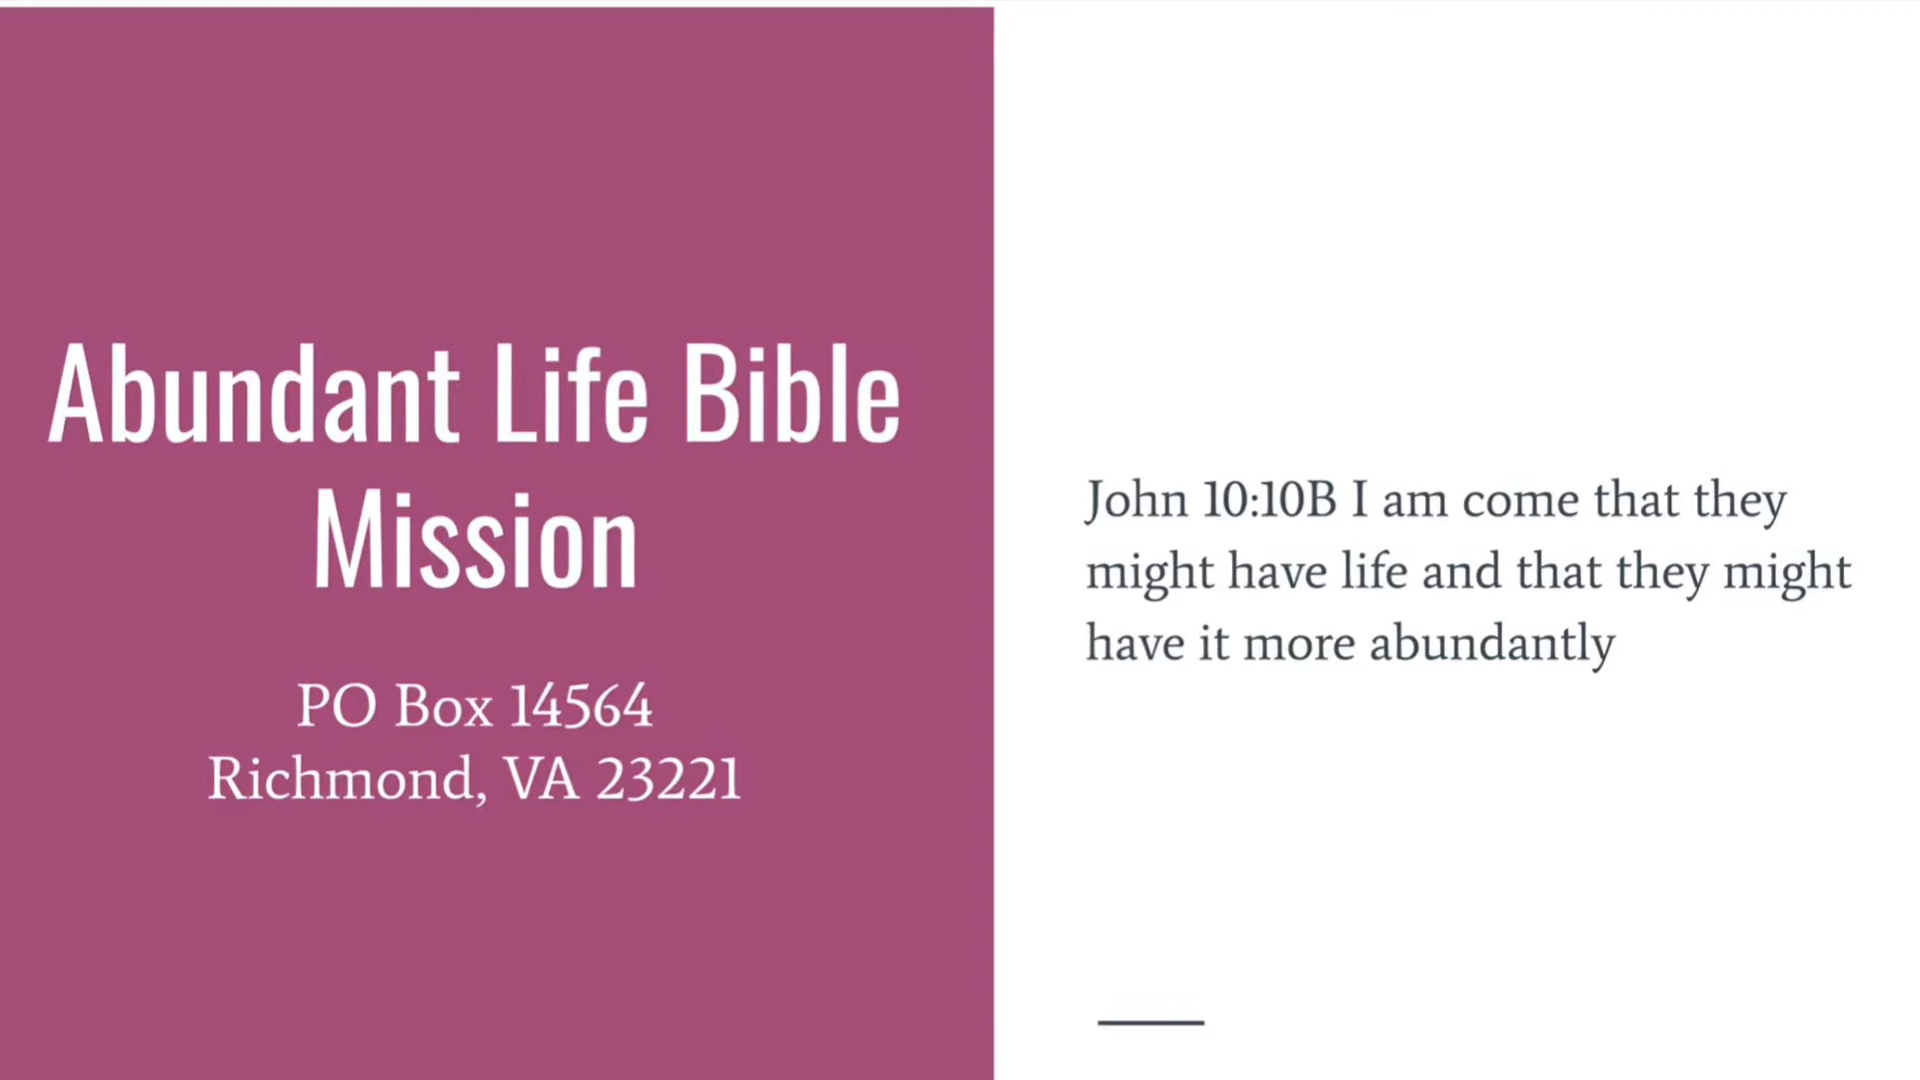 Abundant Life Bible
Mission
PO Box 14564
Richmond, VA 23221
John 10:10B I am come that they
might have life and that they might
have it more abundantly